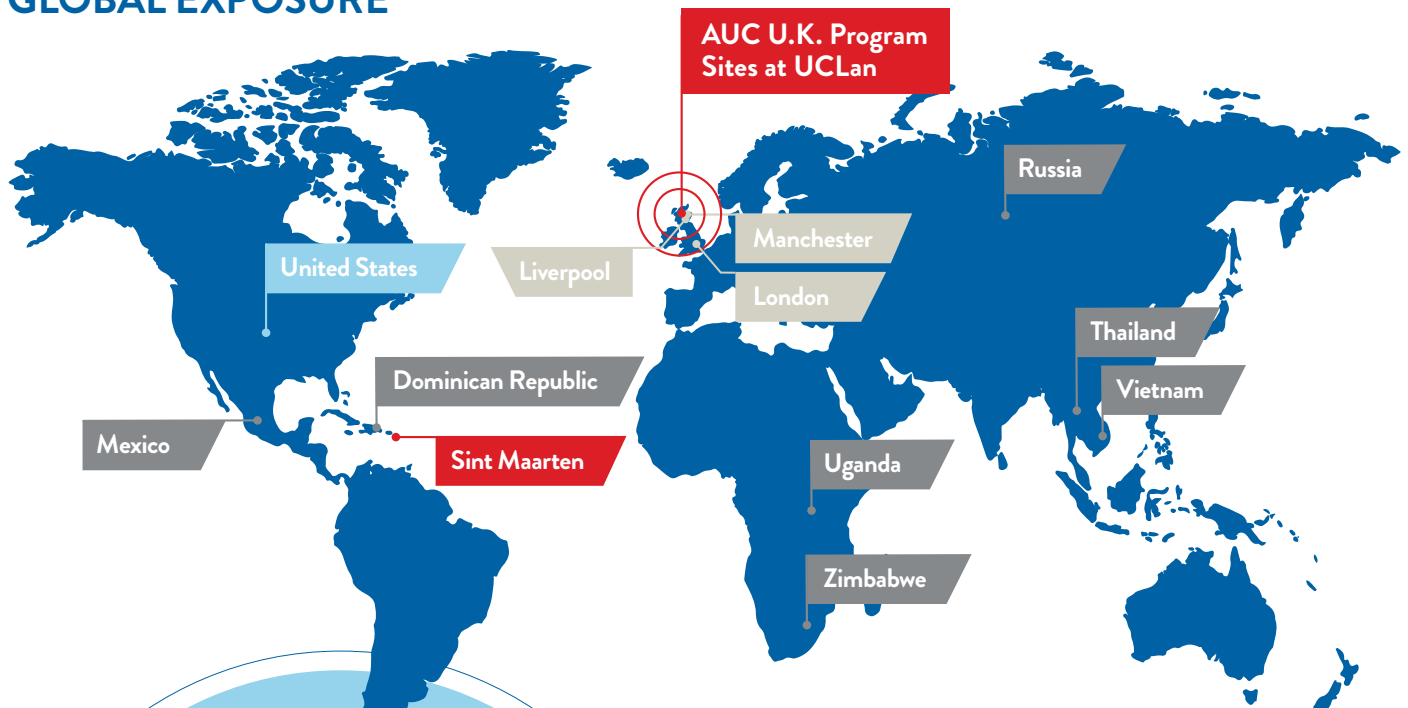 GLOBAL EXPOSURE
AUC U.K. Program
Sites at UCLan
Russia
Manchester
United States
Liverpool
London
Thailand
Dominican Republic
Vietnam
Mexico
Sint Maarten
Uganda
Zimbabwe